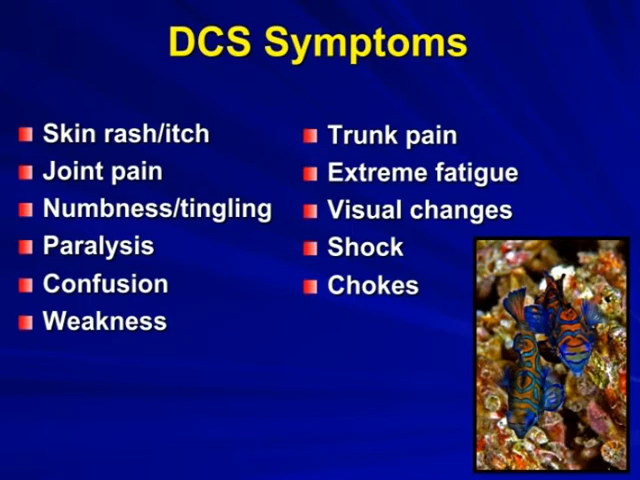 DCS Symptoms
Skin rash/itch
Joint pain
Numbness/tingling
Paralysis
Confusion
Weakness
Trunk pain
Extreme fatigue
Visual changes
Shock
Chokes